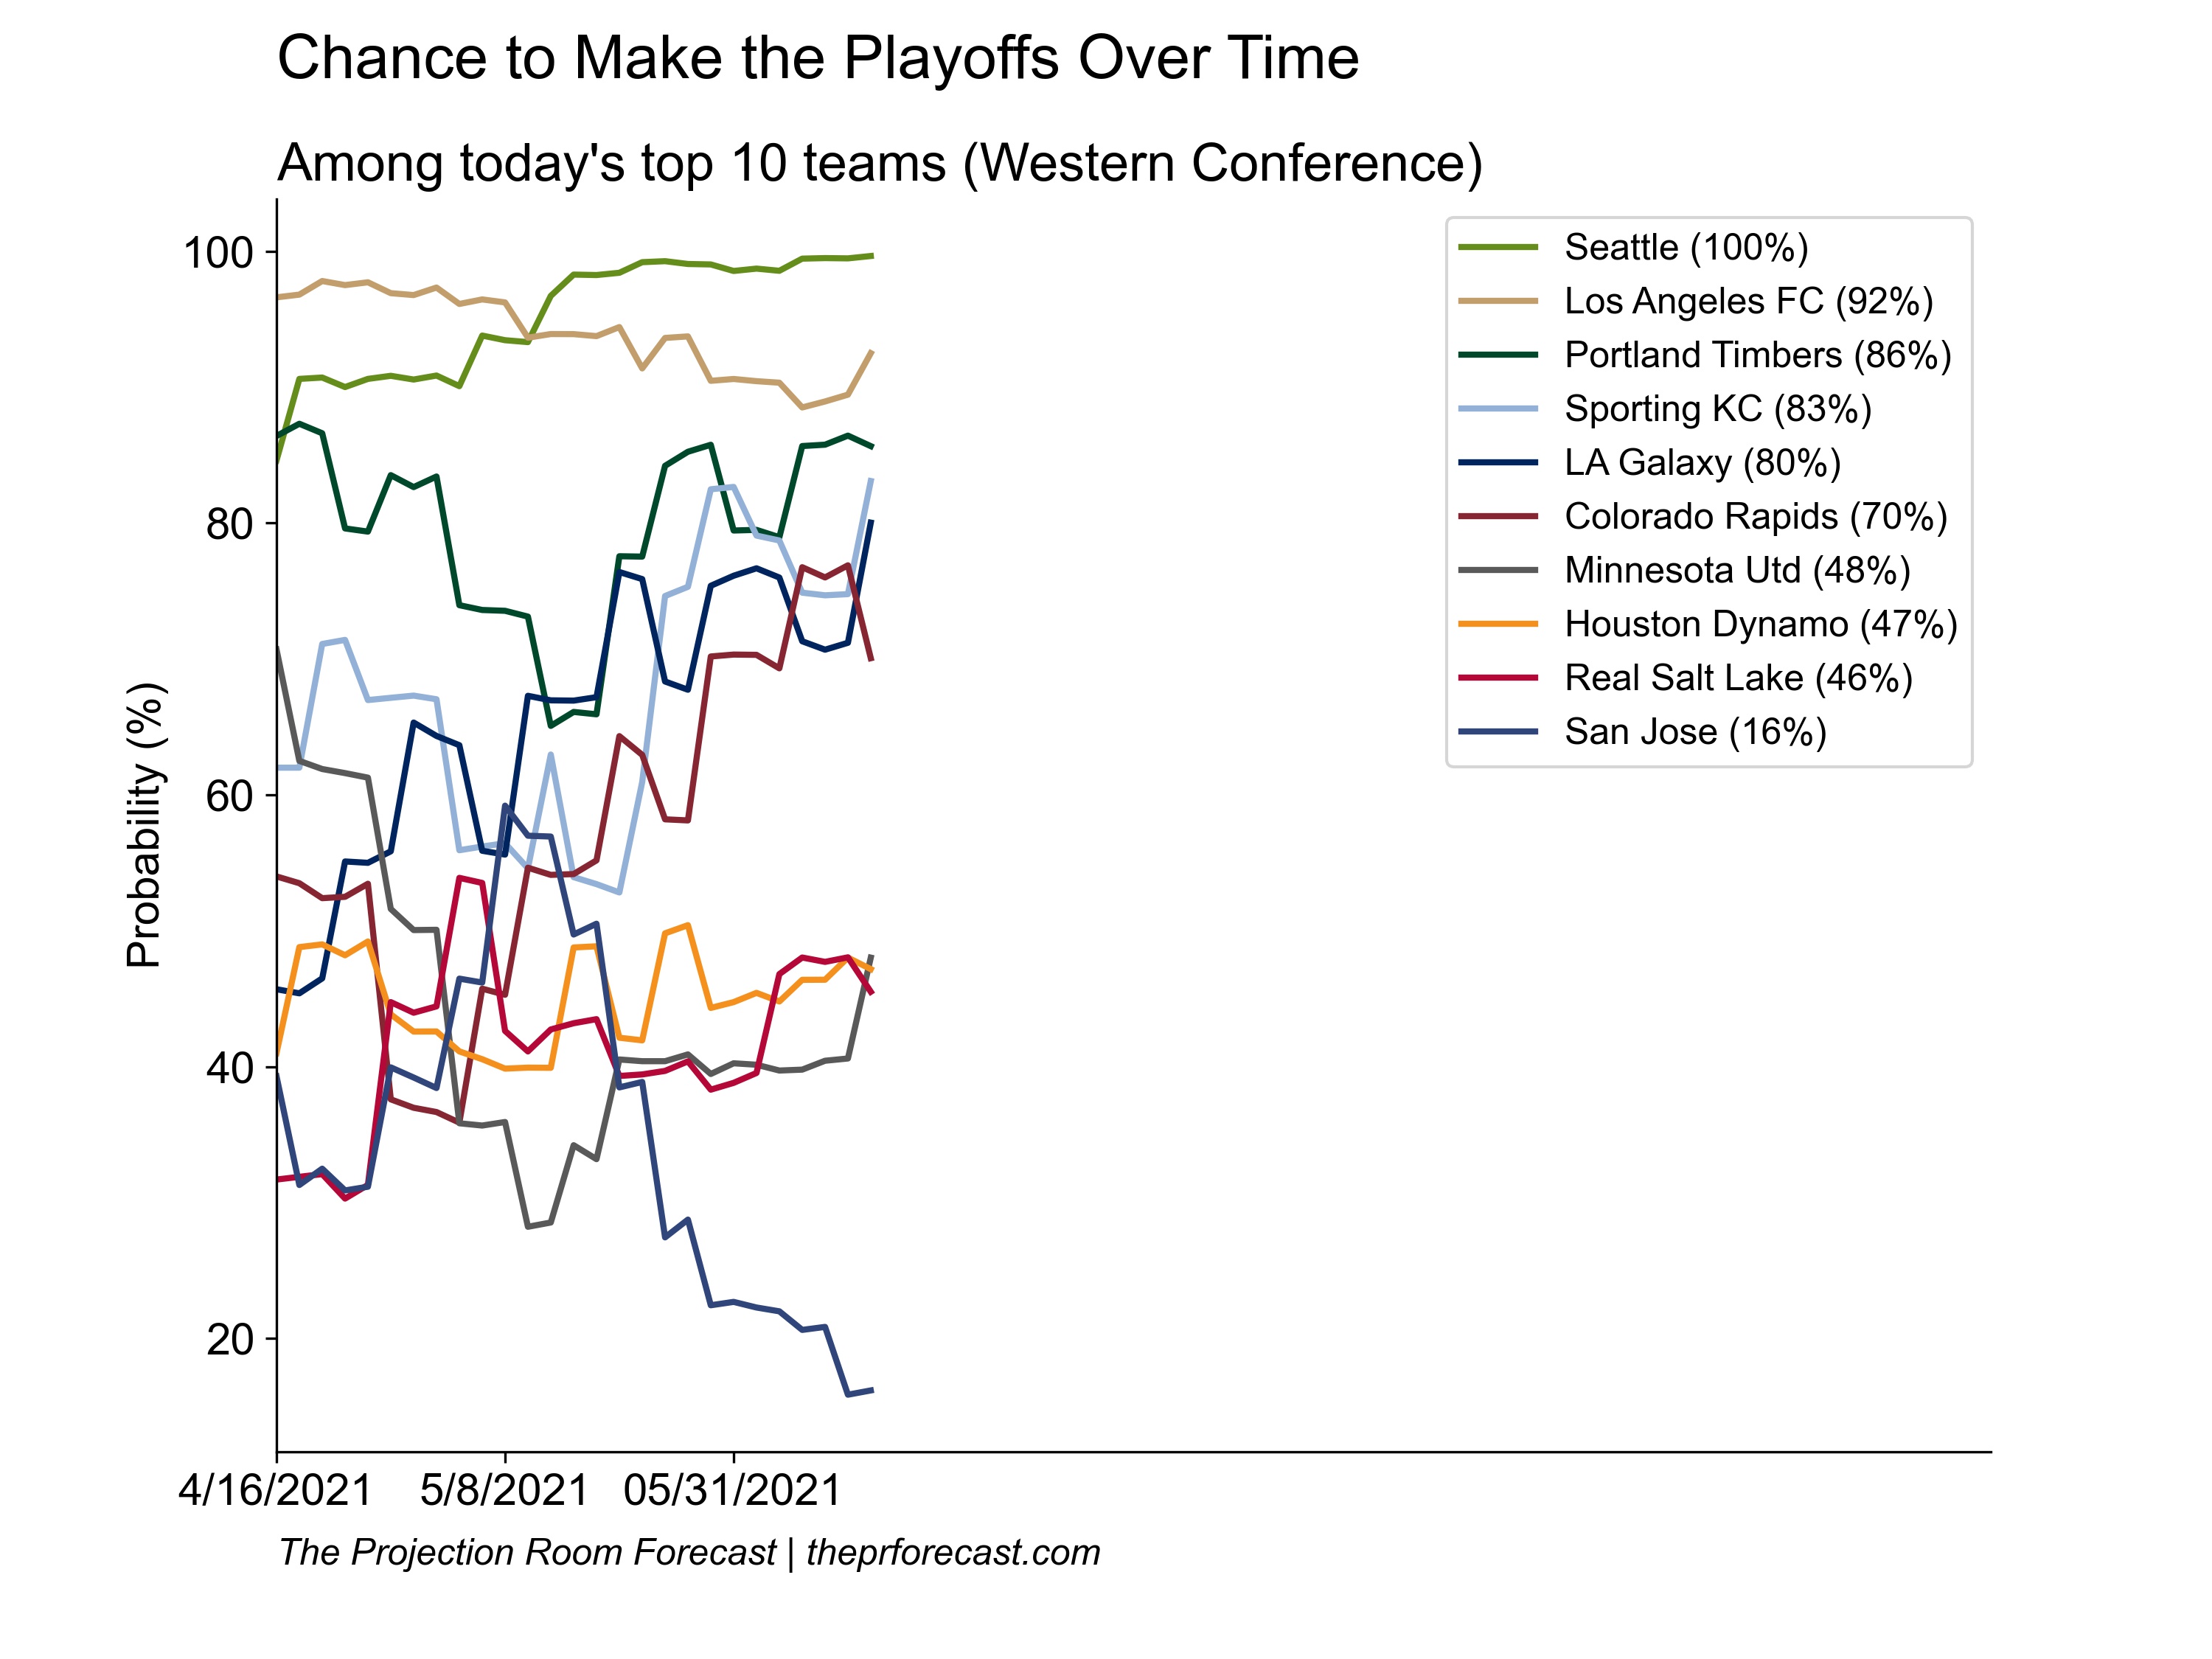 Chance to Make the Playoffs Over Time
Among today's top 10 teams (Western Conference)
100
80
60
40
20
Probability (%)
Seattle (100%)
Los Angeles FC (92%)
Portland Timbers (86%)
Sporting KC (83%)
LA Galaxy (80%)
Colorado Rapids (70%)
Minnesota Utd (48%)
Houston Dynamo (47%)
Real Salt Lake (46%)
San Jose (16%)
4/16/2021 5/8/2021 05/31/2021
The Projection Room Forecast | theprforecast.com